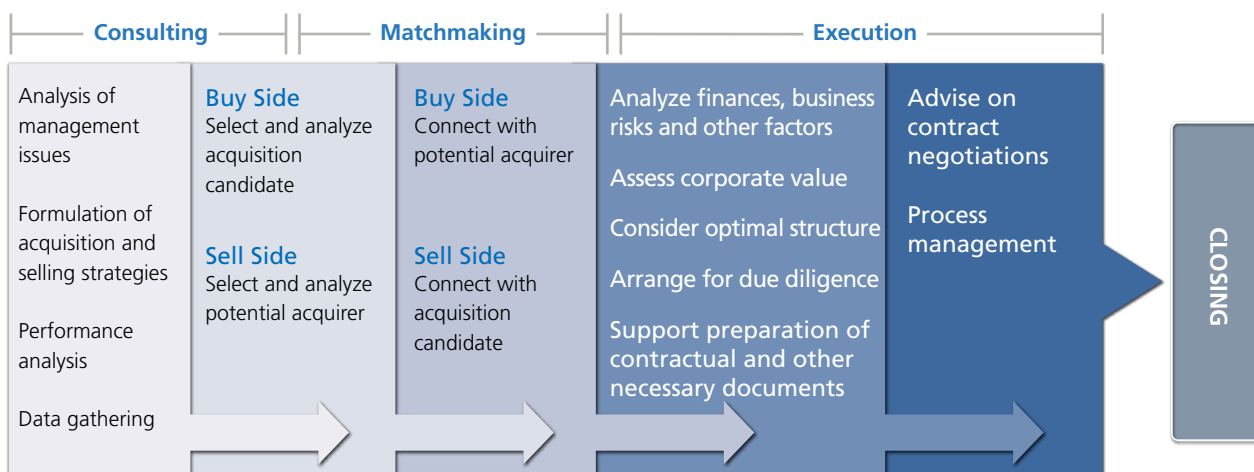 Consulting
Matchmaking
Execution
Analysis of
management
issues
Formulation of
acquisition and
selling strategies
Performance
analysis
Data gathering
Buy Side
Select and analyze
acquisition
candidate
Sell Side
Select and analyze
potential acquirer
Buy Side
Connect with
potential acquirer
Sell Side
Connect with
acquisition
candidate
Analyze finances, business
risks and other factors
Assess corporate value
Consider optimal structure
Arrange for due diligence
Support preparation of
contractual and other
necessary documents
Advise on
contract
negotiations
Process
management
CLOSING